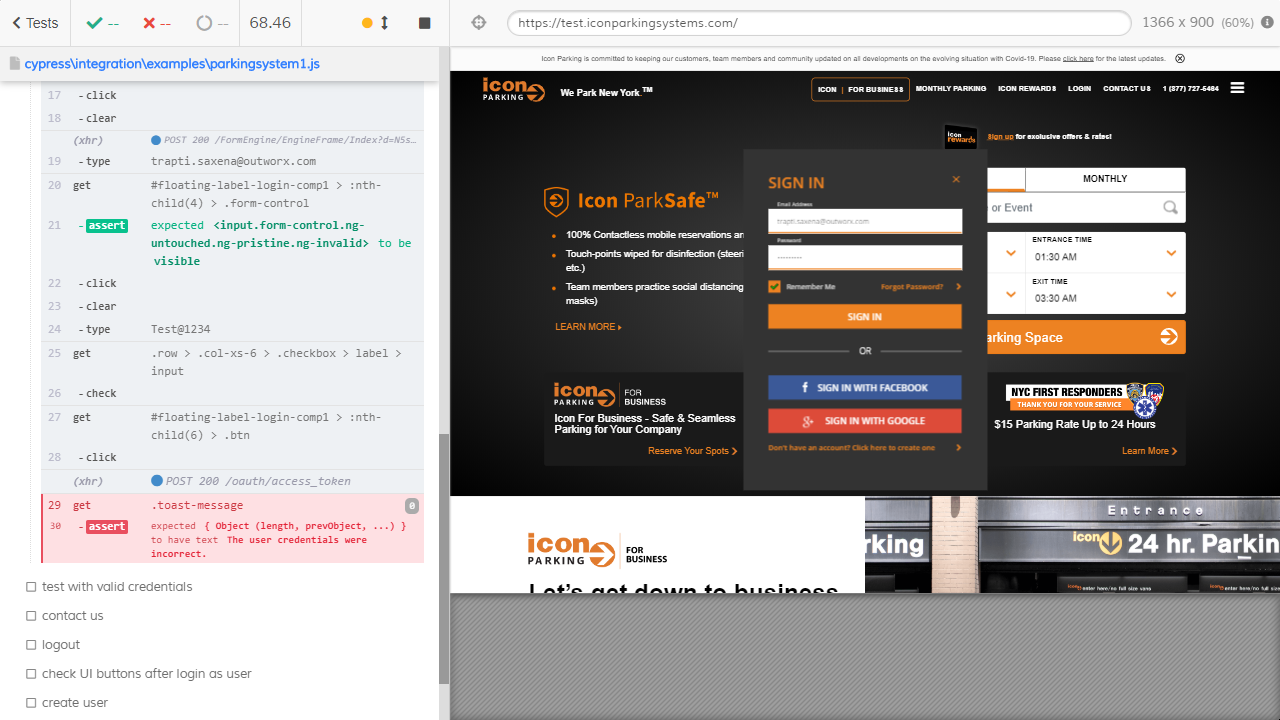 Tests
--
--
--
68.46
https://test.iconparkingsystems.com/
1366 x 900 (60%)
cypress\integration\examples\parkingsystem1.js
17 -click
18 -clear
(xhr) POST 200 /FormEngine/EngineFrame/Index?d=N5s…
19 -type trapti.saxena@outworx.com
20 get #floating-label-login-comp1 > :nth-
child(4) > .form-control
21 -assert expected <input.form-control.ng-
untouched.ng-pristine.ng-invalid> to be
visible
22 -click
23 -clear
24 -type Test@1234
25 get .row > .col-xs-6 > .checkbox > label >
input
26 -check
27 get #floating-label-login-comp1 > :nth-
child(6) > .btn
28 -click
(xhr) POST 200 /oauth/access_token
29 get .toast-message 0
30 -assert expected { Object (length, prevObject, ...) }
to have text The user credentials were
incorrect.
test with valid credentials
contact us
logout
check UI buttons after login as user
create user
Icon Parking is committed to keeping our customers, team members and community updated on all developments on the evolving situation with Covid-19. Please click here for the latest updates.
icon
PARKING
We Park New York.™
ICON | FOR BUSINESS
MONTHLY PARKING
ICON REWARDS
LOGIN
CONTACT US
1 (877) 727-5464
icon
rewards
Sign up for exclusive offers & rates!
Icon ParkSafe™
100% Contactless mobile reservations an
Touch-points wiped for disinfection (steeri
etc.)
Team members practice social distancing
masks)
LEARN MORE
SIGN IN
×
Email Address
trapti.saxena@outworx.com
Password
Remember Me
Forgot Password?
SIGN IN
OR
f SIGN IN WITH FACEBOOK
g+ SIGN IN WITH GOOGLE
Don't have an account? Click here to create one
MONTHLY
e or Event
ENTRANCE TIME
01:30 AM
EXIT TIME
03:30 AM
arking Space
icon
PARKING
FOR
BUSINESS
Icon For Business - Safe & Seamless
Parking for Your Company
Reserve Your Spots
NYC FIRST RESPONDERS
THANK YOU FOR YOUR SERVICE
$15 Parking Rate Up to 24 Hours
Learn More
icon
PARKING
FOR
BUSINESS
Let's get down to business
rking
Entrance
icon
24 hr. Parkin
enter here/no full size vans
enter here/no full size